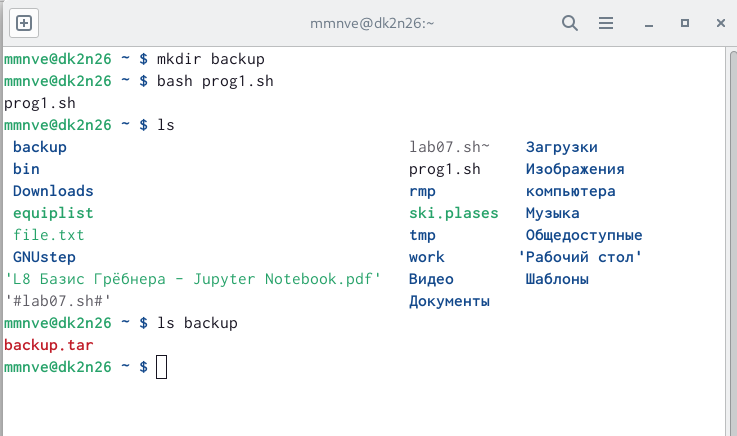 mmnve@dk2n26:~
mmnve@dk2n26 ~ $ mkdir backup
mmnve@dk2n26 ~ $ bash prog1.sh
prog1.sh
mmnve@dk2n26 ~ $ ls
backup lab07.sh~ Загрузки
bin prog1.sh Изображения
Downloads rmp компьютера
equiplist ski.plases Музыка
file.txt tmp Общедоступные
GNUstep work 'Рабочий стол'
'L8 Базис Грёбнера - Jupyter Notebook.pdf' Видео Шаблоны
'#lab07.sh#' Документы
mmnve@dk2n26 ~ $ ls backup
backup.tar
mmnve@dk2n26 ~ $